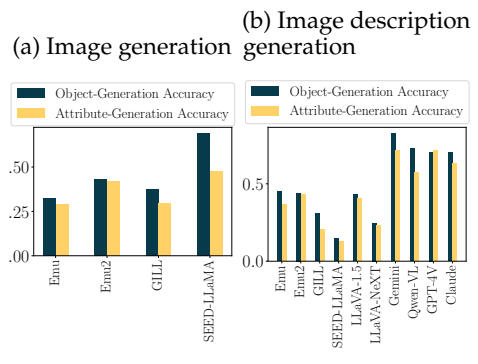 (a) Image generation
(b) Image description
generation
Object-Generation Accuracy
Attribute-Generation Accuracy
.50
.25
.00
Emu
Emu2
GILL
SEED-LLaMA
Object-Generation Accuracy
Attribute-Generation Accuracy
0.5
0.0
Emu
Emu2
GILL
SEED-LLaMA
LLaVA-1.5
LLaVA-NeXT
Gemini
Qwen-VL
GPT-4V
Claude